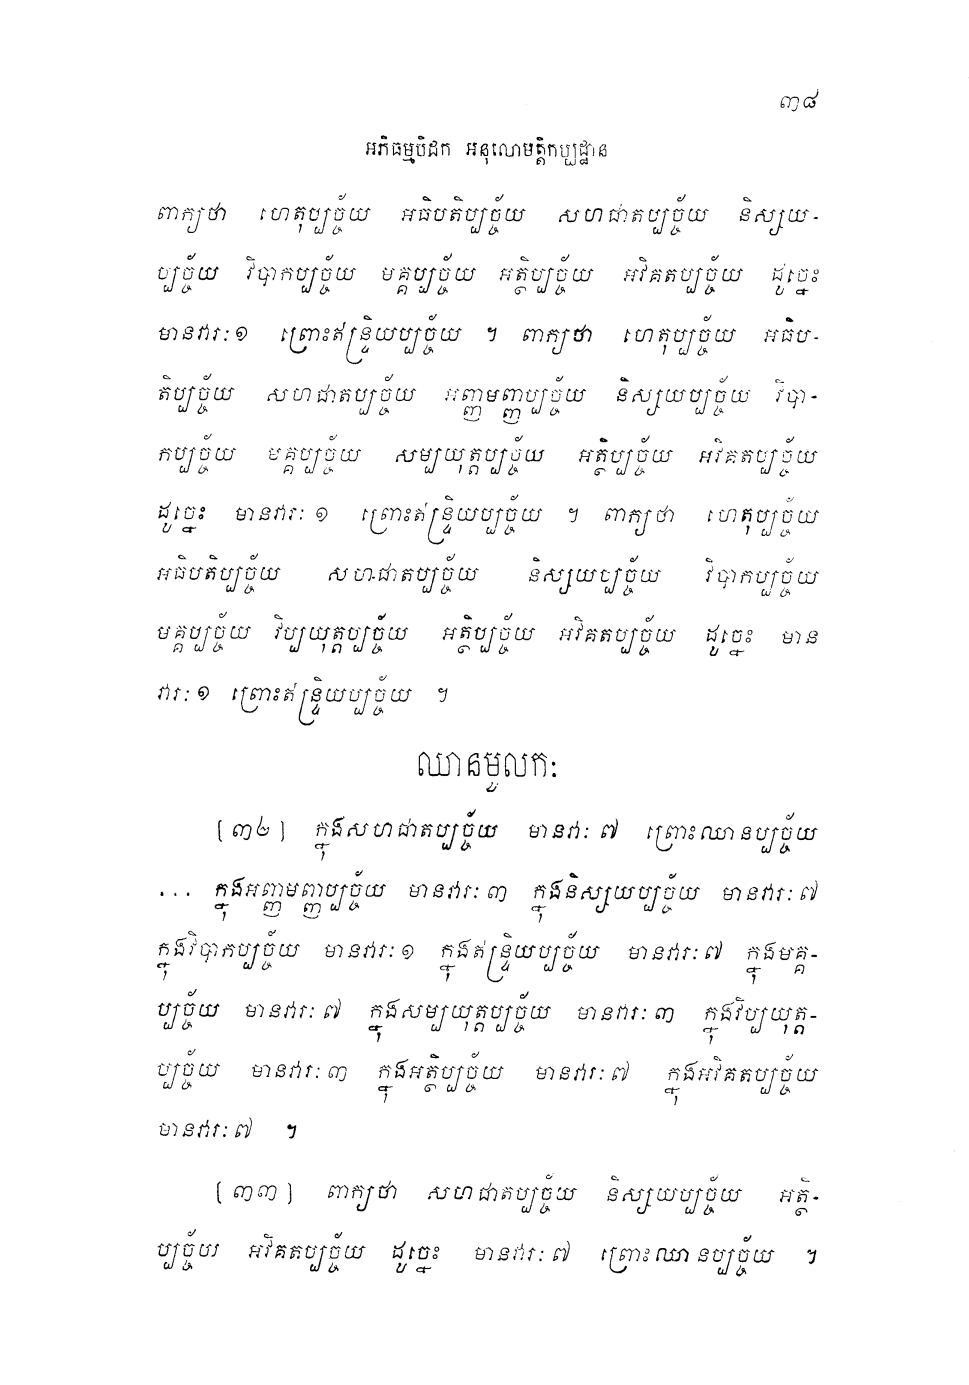 ៣៨
អភិធម្មបិដក អនុលោមត្តិកប្បដ្ឋាន
ពាក្យថា ហេតុប្បច្ច័យ អធិបតិប្បច្ច័យ សហជាតប្បច្ច័យ និស្សយ-
ប្បច្ច័យ វិបាកប្បច្ច័យ មគ្គប្បច្ច័យ អត្ថិប្បច្ច័យ អវិគតប្បច្ច័យ ដូច្នេះ
មានវារៈ១ ព្រោះឥន្ទ្រិយប្បច្ច័យ ។ ពាក្យថា ហេតុប្បច្ច័យ អធិប-
តិប្បច្ច័យ សហជាតប្បច្ច័យ អញ្ញមញ្ញប្បច្ច័យ និស្សយប្បច្ច័យ វិបា-
កប្បច្ច័យ មគ្គប្បច្ច័យ សម្បយុត្តប្បច្ច័យ អត្ថិប្បច្ច័យ អវិគតប្បច្ច័យ
ដូច្នេះ មានវារៈ១ ព្រោះឥន្ទ្រិយប្បច្ច័យ ។ ពាក្យថា ហេតុប្បច្ច័យ
អធិបតិប្បច្ច័យ សហជាតប្បច្ច័យ និស្សយប្បច្ច័យ វិបាកប្បច្ច័យ
មគ្គប្បច្ច័យ វិប្បយុត្តប្បច្ច័យ អត្ថិប្បច្ច័យ អវិគតប្បច្ច័យ ដូច្នេះ មាន
វារៈ១ ព្រោះឥន្ទ្រិយប្បច្ច័យ ។
ឈានមូលកៈ
[៣២] ក្នុងសហជាតប្បច្ច័យ មានវារៈ៧ ព្រោះឈានប្បច្ច័យ
... ក្នុងអញ្ញមញ្ញប្បច្ច័យ មានវារៈ៣ ក្នុងនិស្សយប្បច្ច័យ មានវារៈ៧
ក្នុងវិបាកប្បច្ច័យ មានវារៈ១ ក្នុងឥន្ទ្រិយប្បច្ច័យ មានវារៈ៧ ក្នុងមគ្គ-
ប្បច្ច័យ មានវារៈ៧ ក្នុងសម្បយុត្តប្បច្ច័យ មានវារៈ៣ ក្នុងវិប្បយុត្ត-
ប្បច្ច័យ មានវារៈ៣ ក្នុងអត្ថិប្បច្ច័យ មានវារៈ៧ ក្នុងអវិគតប្បច្ច័យ
មានវារៈ៧ ។
[៣៣] ពាក្យថា សហជាតប្បច្ច័យ និស្សយប្បច្ច័យ អត្ថិ-
ប្បច្ច័យ អវិគតប្បច្ច័យ ដូច្នេះ មានវារៈ៧ ព្រោះឈានប្បច្ច័យ ។